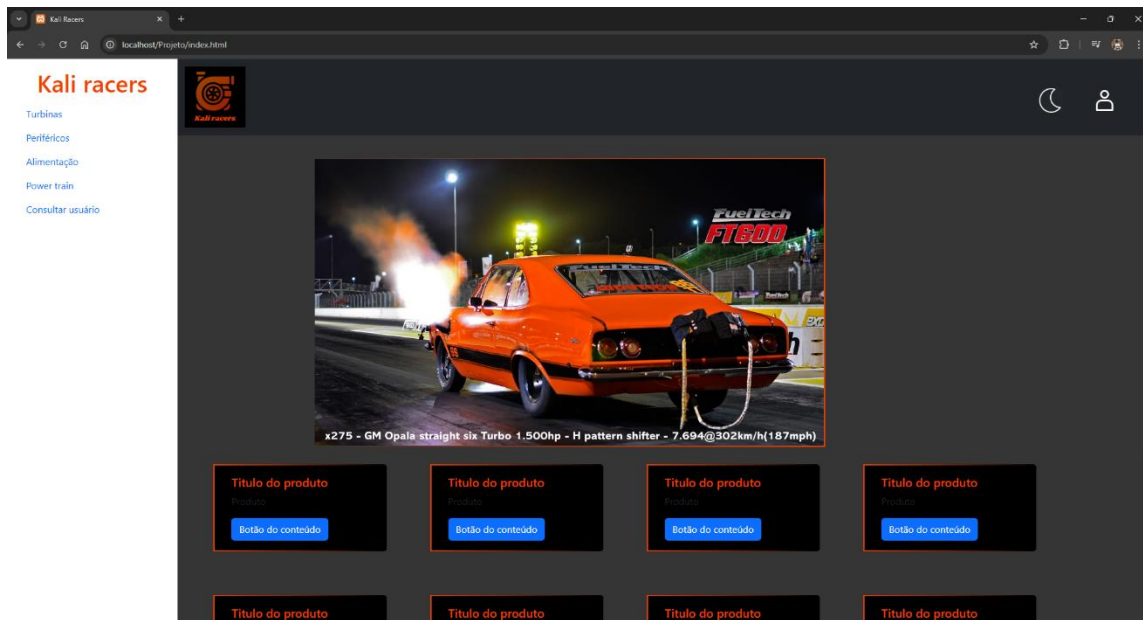 Kali Racers
localhost/Projeto/index.html
Kali racers
Turbinas
Periféricos
Alimentação
Power train
Consultar usuário
Kali racers
FuelTech
FT600
FuelTech
x275 - GM Opala straight six Turbo 1.500hp - H pattern shifter - 7.694@302km/h(187mph)
Titulo do produto
Produto
Botão do conteúdo
Titulo do produto
Produto
Botão do conteúdo
Titulo do produto
Produto
Botão do conteúdo
Titulo do produto
Produto
Botão do conteúdo
Titulo do produto
Titulo do produto
Titulo do produto
Titulo do produto